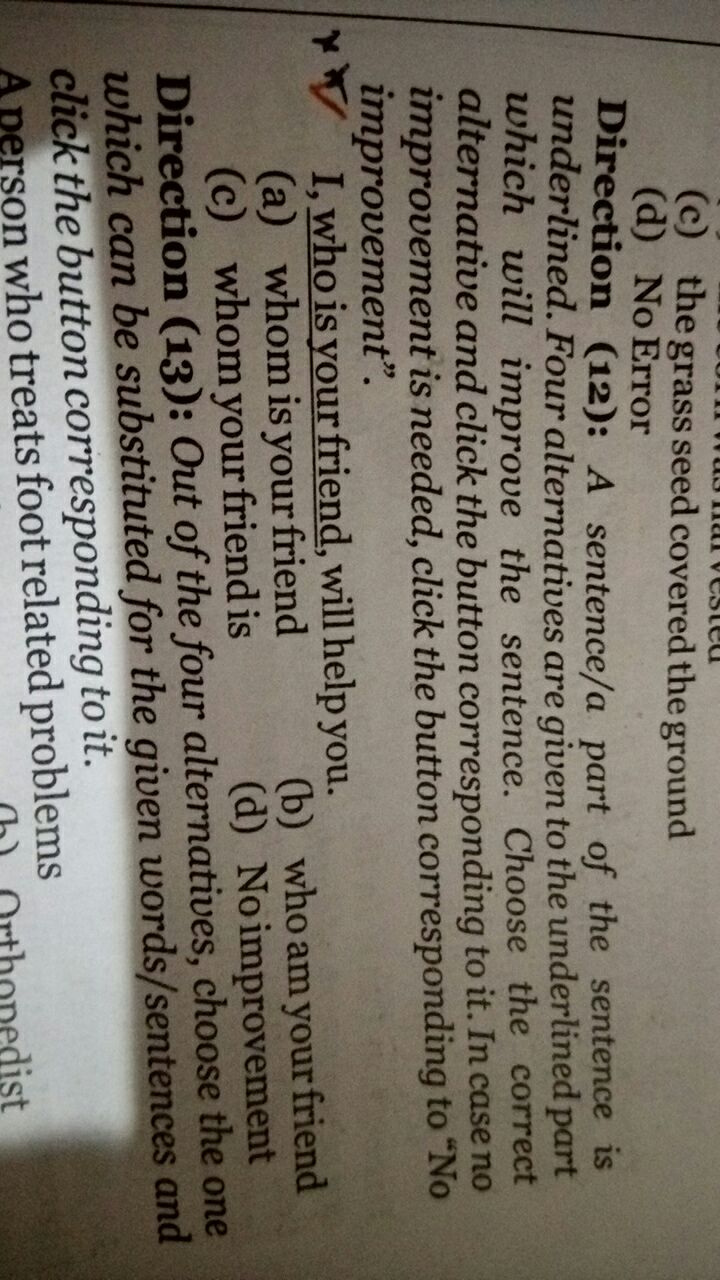 (c) the grass seed covered the ground
(d) No Error
Direction (12): A sentence/a part of the sentence is
underlined. Four alternatives are given to the underlined part
which will improve the sentence. Choose the correct
alternative and click the button corresponding to it. In case no
improvement is needed, click the button corresponding to “No
improvement”.
I, who is your friend, will help you.
(a) whom is your friend (b) who am your friend
(c) whom your friend is (d) No improvement
Direction (13): Out of the four alternatives, choose the one
which can be substituted for the given words/sentences and
click the button corresponding to it.
A person who treats foot related problems
(b) Orthopedist